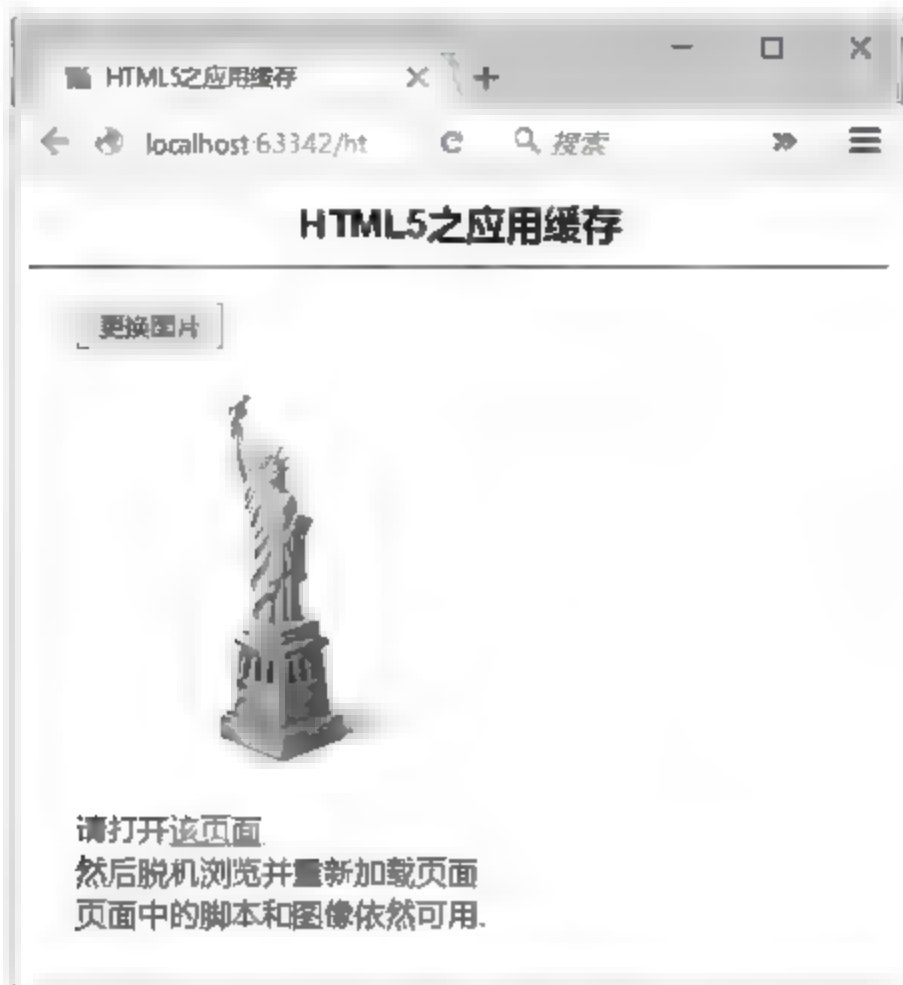 HTML5之应用缓存
localhost:63342/ht
搜索
HTML5之应用缓存
更换图片
请打开该页面.
然后脱机浏览并重新加载页面
页面中的脚本和图像依然可用.